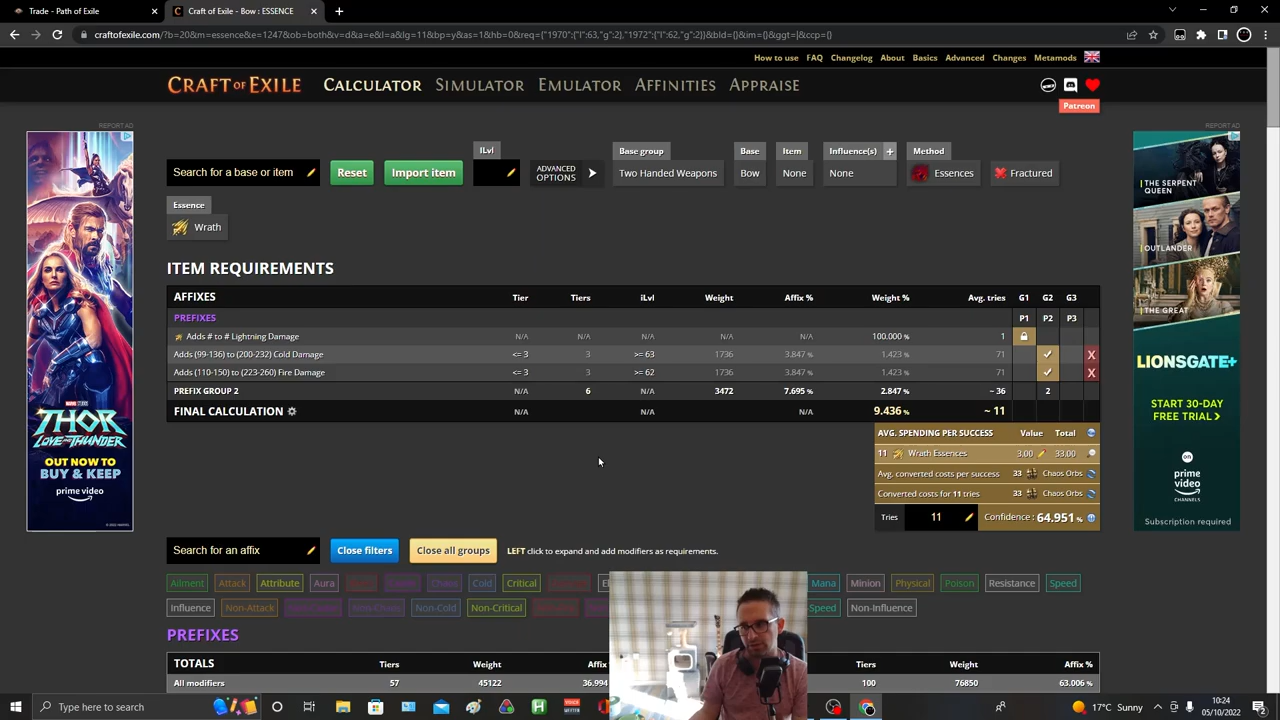 Trade - Path of Exile
Craft of Exile - Bow : ESSENCE
craftofexile.com/?b=20&m=essence&e=1247&ob=both&v=d&a=e&l=a&lg=11&bp=y&as=1&hb=0&req={"1970":{"l":63,"g":2},"1972":{"l":62,"g":2}}&bld={}&im={}&ggt=|&ccp={}
How to use FAQ Changelog About Basics Advanced Changes Metamods
CRAFT OF EXILE CALCULATOR SIMULATOR EMULATOR AFFINITIES APPRAISE
Patreon
REPORT AD
REPORT AD
ILvl Base group Base Item Influence(s) + Method
Search for a base or item Reset Import item ADVANCED OPTIONS Two Handed Weapons Bow None None Essences Fractured
Essence
Wrath
ITEM REQUIREMENTS
AFFIXES Tier Tiers iLvl Weight Affix % Weight % Avg. tries G1 G2 G3
PREFIXES P1 P2 P3
Adds # to # Lightning Damage N/A N/A N/A N/A N/A 100.000 % 1
Adds (99-136) to (200-232) Cold Damage <= 3 3 >= 63 1736 3.847 % 1.423 % 71 X
Adds (110-150) to (223-260) Fire Damage <= 3 3 >= 62 1736 3.847 % 1.423 % 71 X
PREFIX GROUP 2 N/A 6 N/A 3472 7.695 % 2.847 % ~ 36 2
FINAL CALCULATION N/A N/A N/A N/A 9.436 % ~ 11
AVG. SPENDING PER SUCCESS Value Total
11 Wrath Essences 3.00 33.00
Avg. converted costs per success 33 Chaos Orbs
Converted costs for 11 tries 33 Chaos Orbs
Tries 11 Confidence : 64.951 %
Search for an affix Close filters Close all groups LEFT click to expand and add modifiers as requirements.
Ailment Attack Attribute Aura Cold Critical Mana Minion Physical Poison Resistance Speed
Influence Non-Attack Non-Cold Non-Critical -Speed Non-Influence
PREFIXES
TOTALS Tiers Weight Affix Tiers Weight Affix %
All modifiers 57 45122 36.994 100 76850 63.006 %
MARVEL STUDIOS
THOR
LOVE AND THUNDER
OUT NOW TO
BUY & KEEP
prime video
THE SERPENT
QUEEN
OUTLANDER
THE GREAT
LIONSGATE+
START 30-DAY
FREE TRIAL>
ON
prime
video
CHANNELS
Subscription required
Type here to search
17°C Sunny
10:24
05/10/2022